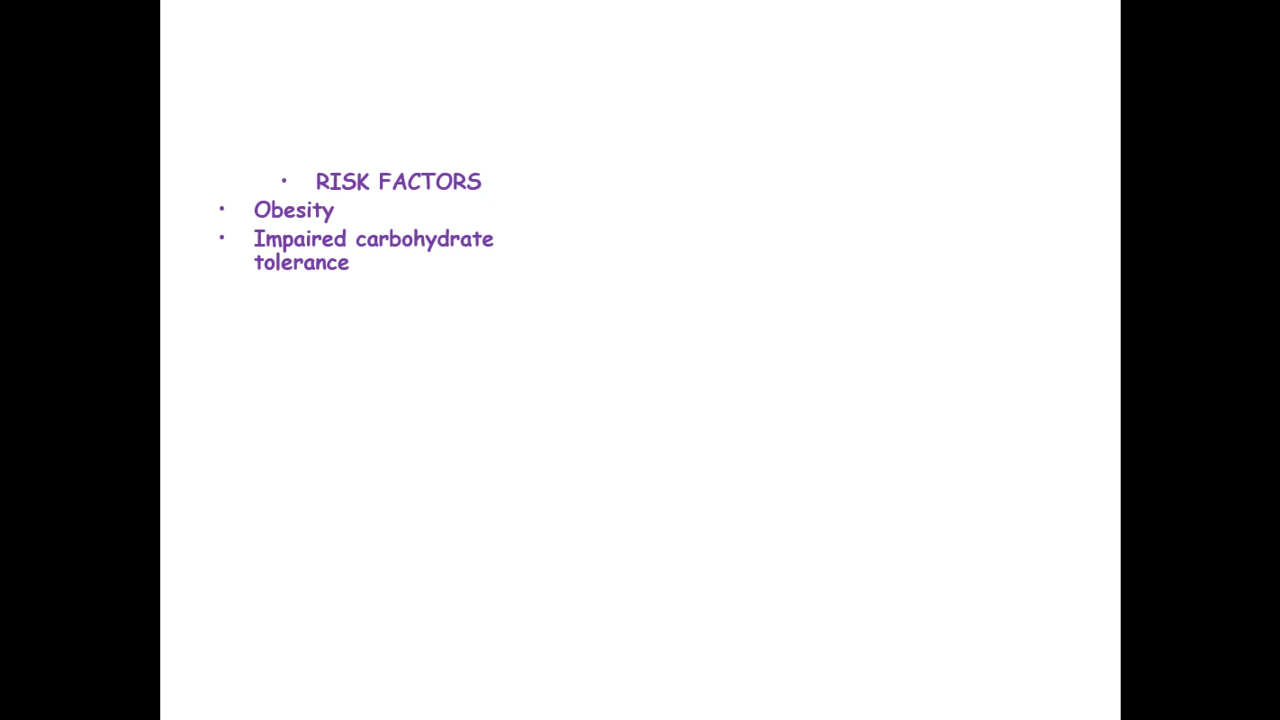 • RISK FACTORS
• Obesity
• Impaired carbohydrate
tolerance